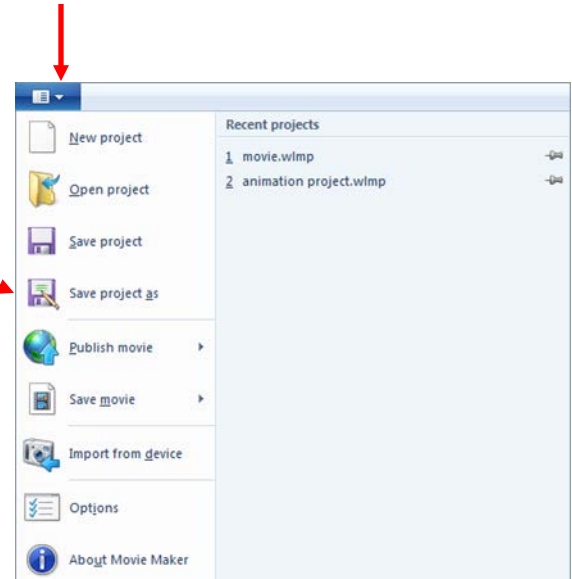 New project
Open project
Save project
Save project as
Publish movie
Save movie
Import from device
Options
About Movie Maker
Recent projects
1 movie.wlmp
2 animation project.wlmp